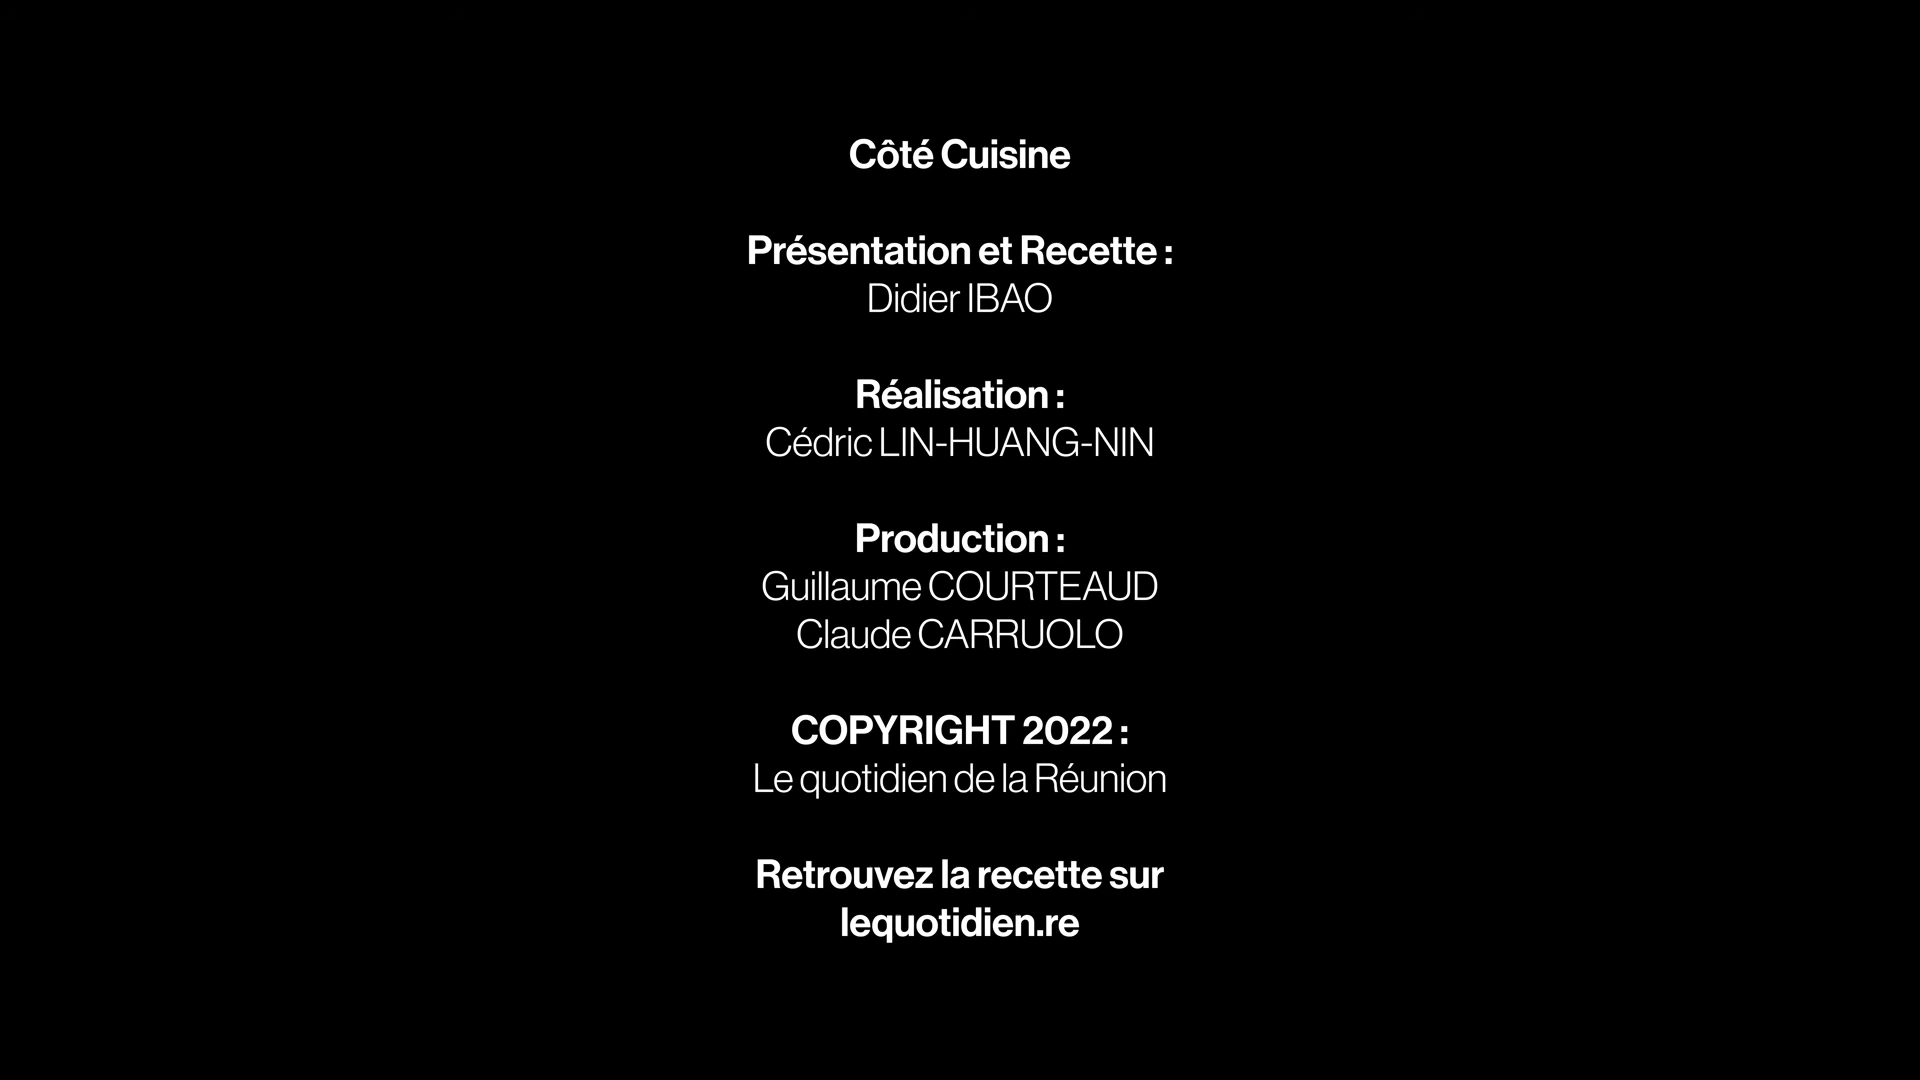 Côté Cuisine
Présentation et Recette :
Didier IBAO
Réalisation :
Cédric LIN-HUANG-NIN
Production :
Guillaume COURTEAUD
Claude CARRUOLO
COPYRIGHT 2022 :
Le quotidien de la Réunion
Retrouvez la recette sur
lequotidien.re